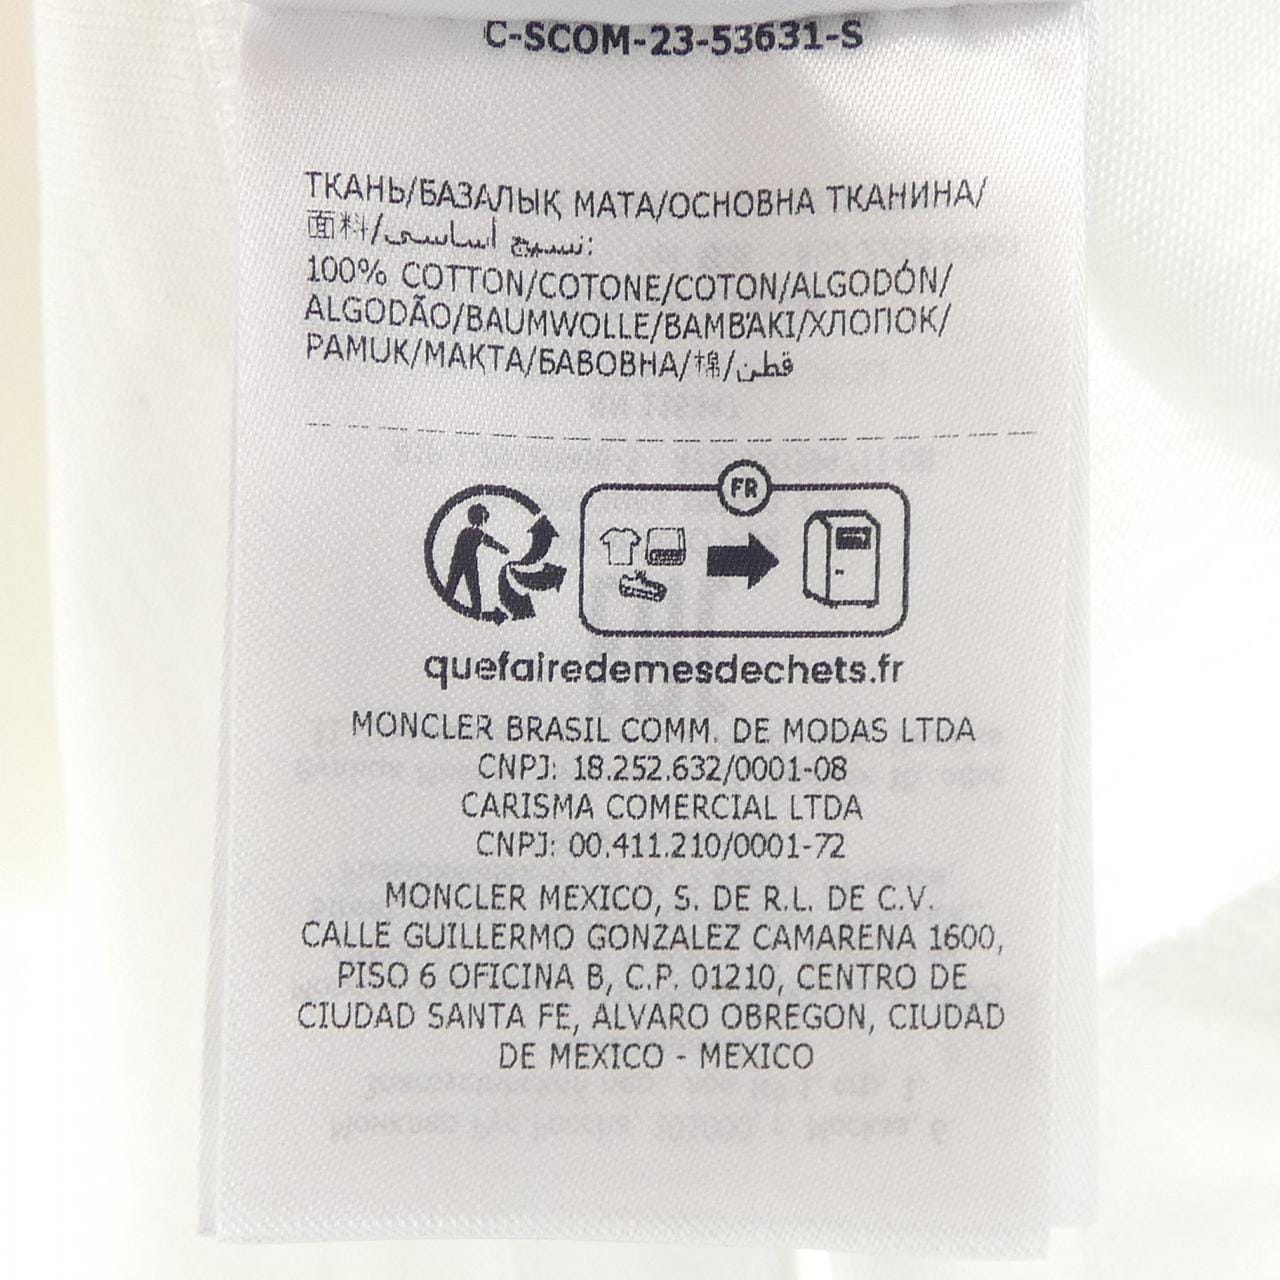 C-SCOM-23-53631-S
ТКАНЬ/БАЗАЛЫҚ МАТА/ОСНОВНА ТКАНИНА/
面料/نسيج أساسي:
100% COTTON/COTONE/COTON/ALGODÓN/
ALGODÃO/BAUMWOLLE/BAMBAKI/ХЛОПОК/
PAMUK/МАҚТА/БАВОВНА/棉/قطن
FR
quefairedemesdechets.fr
MONCLER BRASIL COMM. DE MODAS LTDA
CNPJ: 18.252.632/0001-08
CARISMA COMERCIAL LTDA
CNPJ: 00.411.210/0001-72
MONCLER MEXICO, S. DE R.L. DE C.V.
CALLE GUILLERMO GONZALEZ CAMARENA 1600,
PISO 6 OFICINA B, C.P. 01210, CENTRO DE
CIUDAD SANTA FE, ALVARO OBREGON, CIUDAD
DE MEXICO - MEXICO